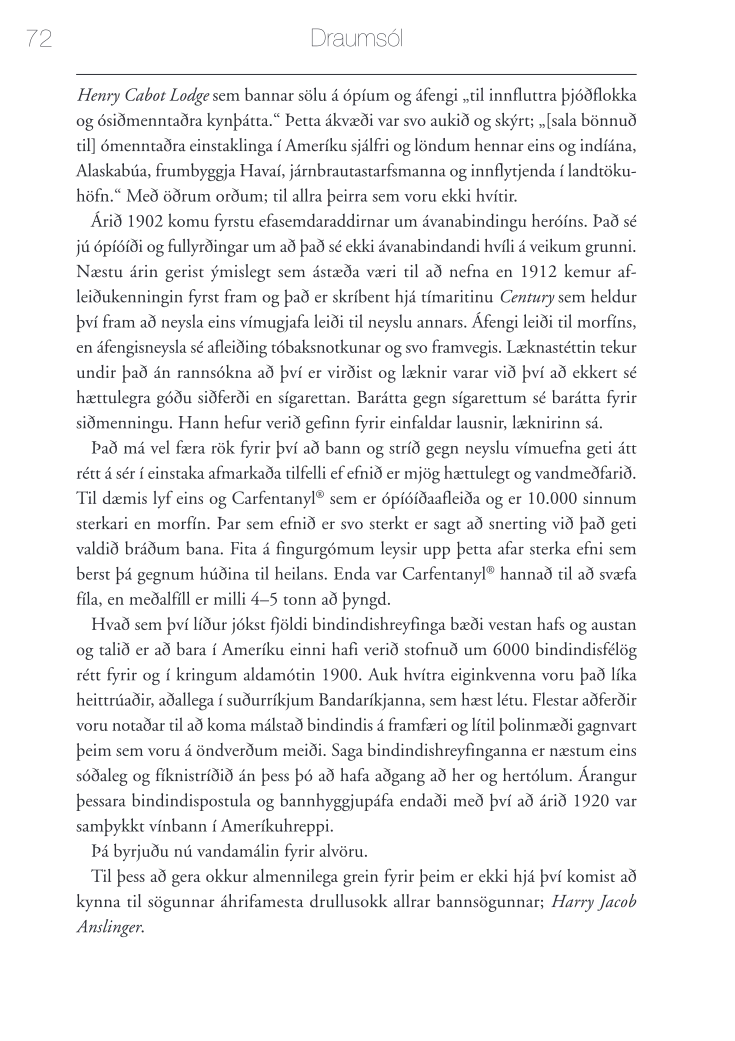 72
Draumsól
Henry Cabot Lodge sem bannar sölu á ópíum og áfengi „til innfluttra þjóðflokka
og ósiðmenntaðra kynþátta.“ Þetta ákvæði var svo aukið og skýrt; „[sala bönnuð
til] ómenntaðra einstaklinga í Ameríku sjálfri og löndum hennar eins og indíána,
Alaskabúa, frumbyggja Havaí, járnbrautastarfsmanna og innflytjenda í landtöku-
höfn.“ Með öðrum orðum; til allra þeirra sem voru ekki hvítir.
Árið 1902 komu fyrstu efasemdaraddirnar um ávanabindingu heróíns. Það sé
jú ópíóíði og fullyrðingar um að það sé ekki ávanabindandi hvíli á veikum grunni.
Næstu árin gerist ýmislegt sem ástæða væri til að nefna en 1912 kemur af-
leiðukenningin fyrst fram og það er skríbent hjá tímaritinu Century sem heldur
því fram að neysla eins vímugjafa leiði til neyslu annars. Áfengi leiði til morfíns,
en áfengisneysla sé afleiðing tóbaksnotkunar og svo framvegis. Læknastéttin tekur
undir það án rannsókna að því er virðist og læknir varar við því að ekkert sé
hættulegra góðu siðferði en sígarettan. Barátta gegn sígarettum sé barátta fyrir
siðmenningu. Hann hefur verið gefinn fyrir einfaldar lausnir, læknirinn sá.
Það má vel færa rök fyrir því að bann og stríð gegn neyslu vímuefna geti átt
rétt á sér í einstaka afmarkaða tilfelli ef efnið er mjög hættulegt og vandmeðfarið.
Til dæmis lyf eins og Carfentanyl® sem er ópíóíðaafleiða og er 10.000 sinnum
sterkari en morfín. Þar sem efnið er svo sterkt er sagt að snerting við það geti
valdið bráðum bana. Fita á fingurgómum leysir upp þetta afar sterka efni sem
berst þá gegnum húðina til heilans. Enda var Carfentanyl® hannað til að svæfa
fíla, en meðalfíll er milli 4–5 tonn að þyngd.
Hvað sem því líður jókst fjöldi bindindishreyfinga bæði vestan hafs og austan
og talið er að bara í Ameríku einni hafi verið stofnuð um 6000 bindindisfélög
rétt fyrir og í kringum aldamótin 1900. Auk hvítra eiginkvenna voru það líka
heittrúaðir, aðallega í suðurríkjum Bandaríkjanna, sem hæst létu. Flestar aðferðir
voru notaðar til að koma málstað bindindis á framfæri og lítil þolinmæði gagnvart
þeim sem voru á öndverðum meiði. Saga bindindishreyfinganna er næstum eins
sóðaleg og fíknistríðið án þess þó að hafa aðgang að her og hertólum. Árangur
þessara bindindispostula og bannhyggjupáfa endaði með því að árið 1920 var
samþykkt vínbann í Ameríkuhreppi.
Þá byrjuðu nú vandamálin fyrir alvöru.
Til þess að gera okkur almennilega grein fyrir þeim er ekki hjá því komist að
kynna til sögunnar áhrifamesta drullusokk allrar bannsögunnar; Harry Jacob
Anslinger.